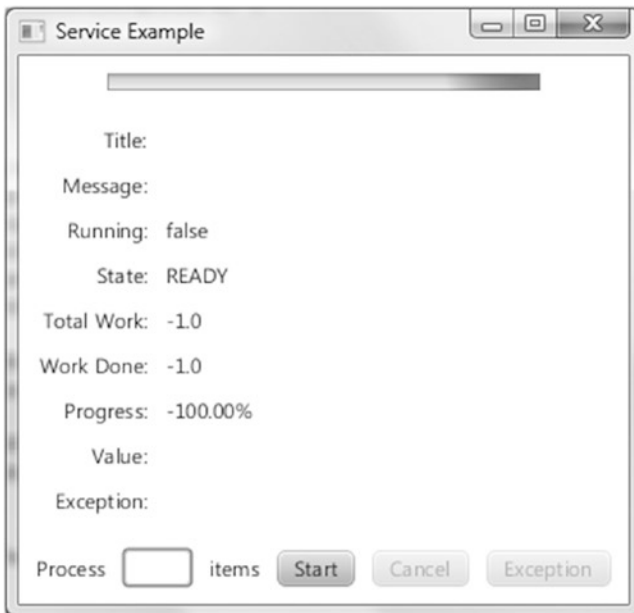 Service Example
Title:
Message:
Running: false
State: READY
Total Work: -1.0
Work Done: -1.0
Progress: -100.00%
Value:
Exception:
Process items Start Cancel Exception